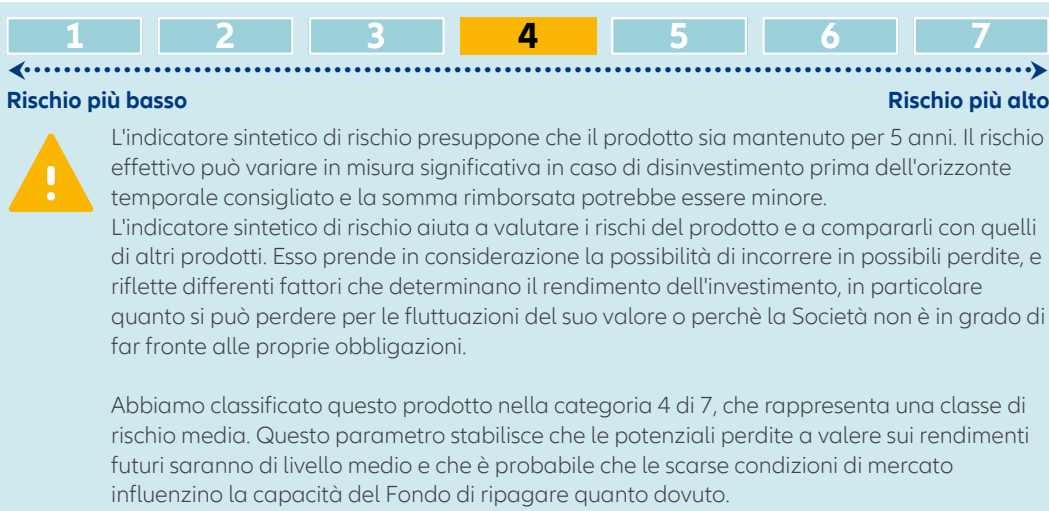 1 2 3 4 5 6 7
Rischio più basso Rischio più alto
L'indicatore sintetico di rischio presuppone che il prodotto sia mantenuto per 5 anni. Il rischio
effettivo può variare in misura significativa in caso di disinvestimento prima dell'orizzonte
temporale consigliato e la somma rimborsata potrebbe essere minore.
L'indicatore sintetico di rischio aiuta a valutare i rischi del prodotto e a compararli con quelli
di altri prodotti. Esso prende in considerazione la possibilità di incorrere in possibili perdite, e
riflette differenti fattori che determinano il rendimento dell'investimento, in particolare
quanto si può perdere per le fluttuazioni del suo valore o perchè la Società non è in grado di
far fronte alle proprie obbligazioni.
Abbiamo classificato questo prodotto nella categoria 4 di 7, che rappresenta una classe di
rischio media. Questo parametro stabilisce che le potenziali perdite a valere sui rendimenti
futuri saranno di livello medio e che è probabile che le scarse condizioni di mercato
influenzino la capacità del Fondo di ripagare quanto dovuto.